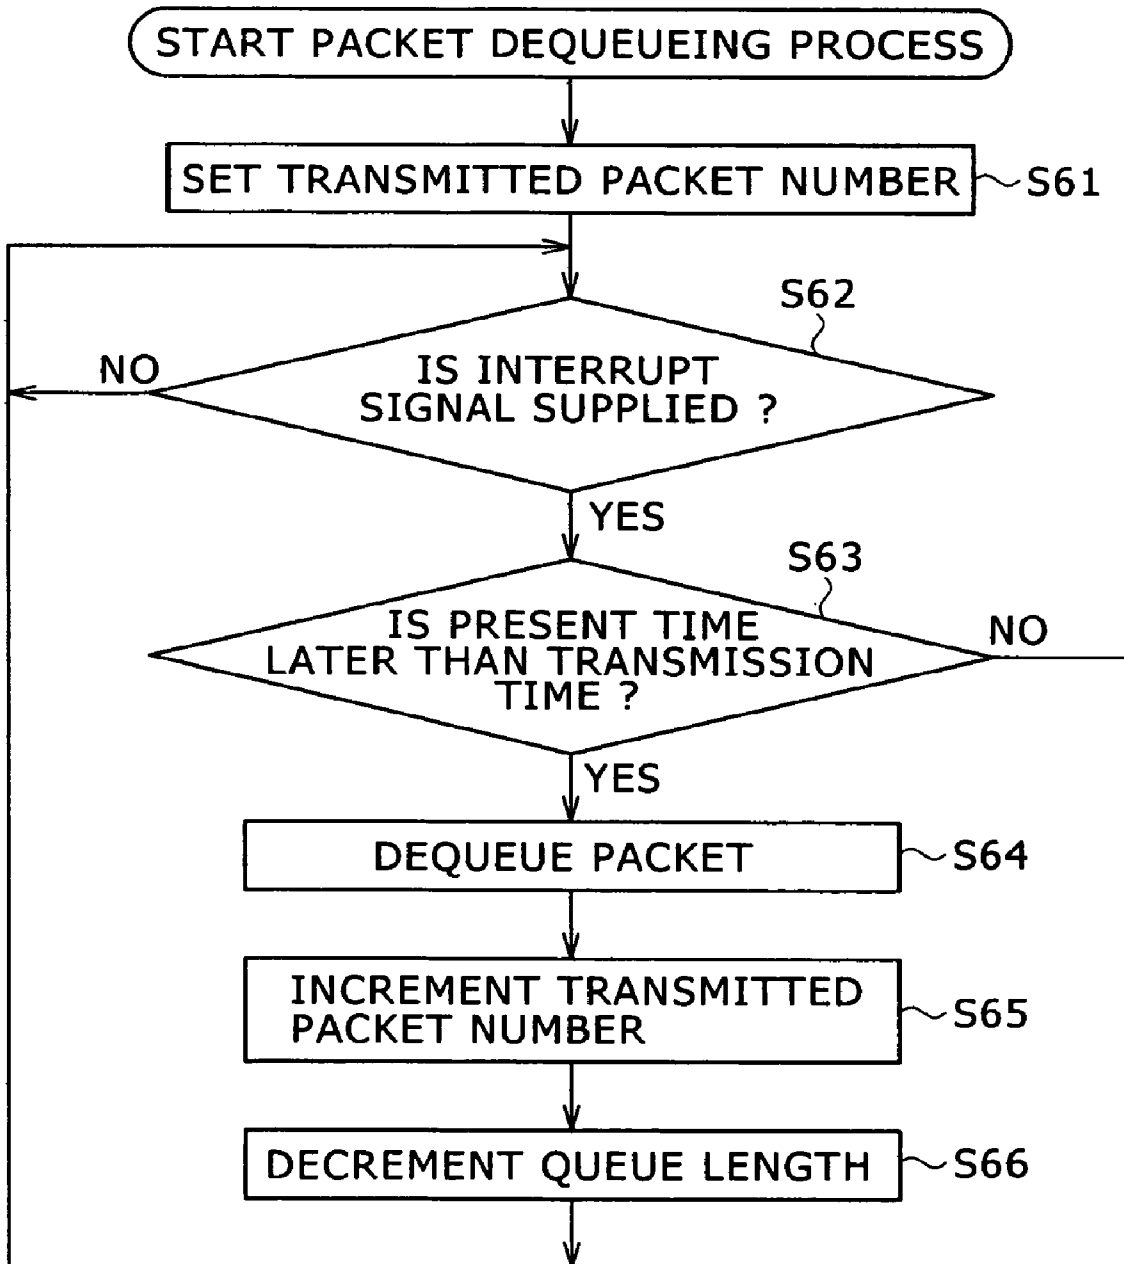 START PACKET DEQUEUEING PROCESS
SET TRANSMITTED PACKET NUMBER
S61
S62
NO
IS INTERRUPT
SIGNAL SUPPLIED ?
YES
S63
IS PRESENT TIME
LATER THAN TRANSMISSION
TIME ?
NO
YES
DEQUEUE PACKET
S64
INCREMENT TRANSMITTED
PACKET NUMBER
S65
DECREMENT QUEUE LENGTH
S66